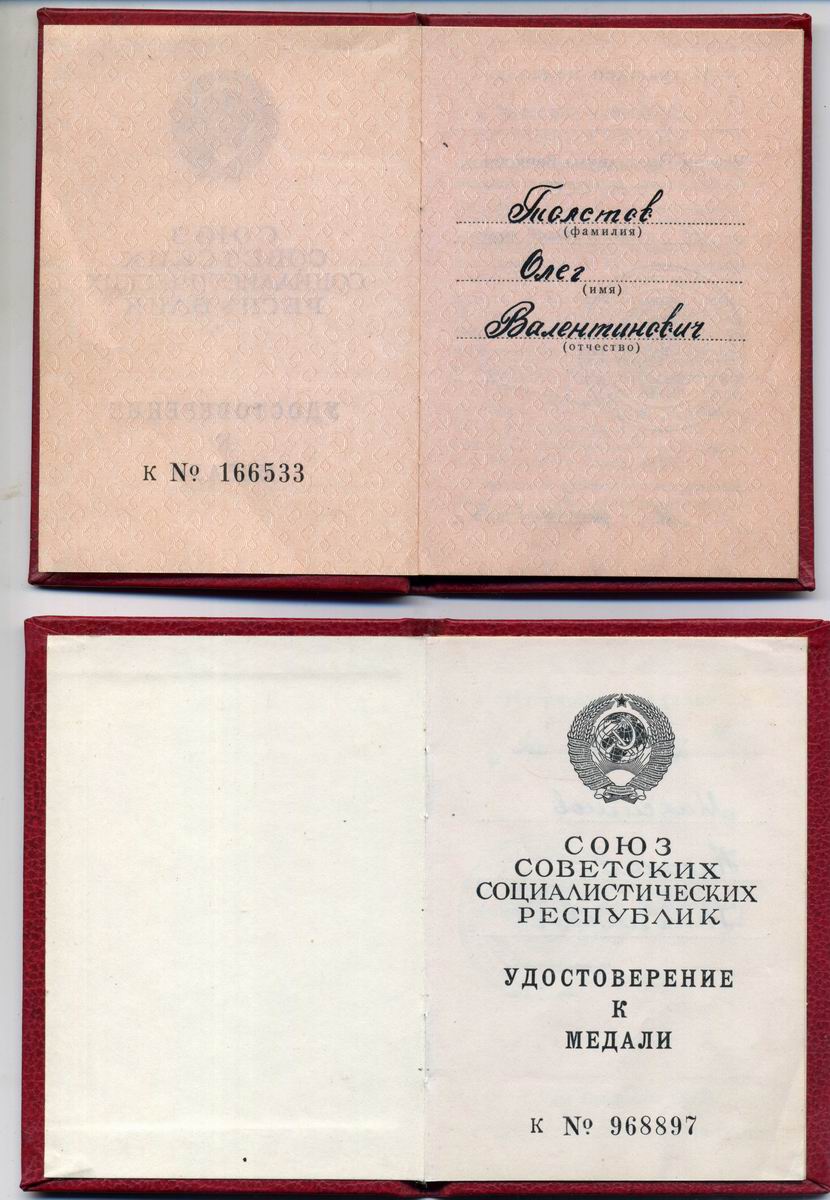 К № 166533
Толстов
(фамилия)
Олег
(имя)
Валентинович
(отчество)
СОЮЗ
СОВЕТСКИХ
СОЦИАЛИСТИЧЕСКИХ
РЕСПУБЛИК
УДОСТОВЕРЕНИЕ
К
МЕДАЛИ
К № 968897